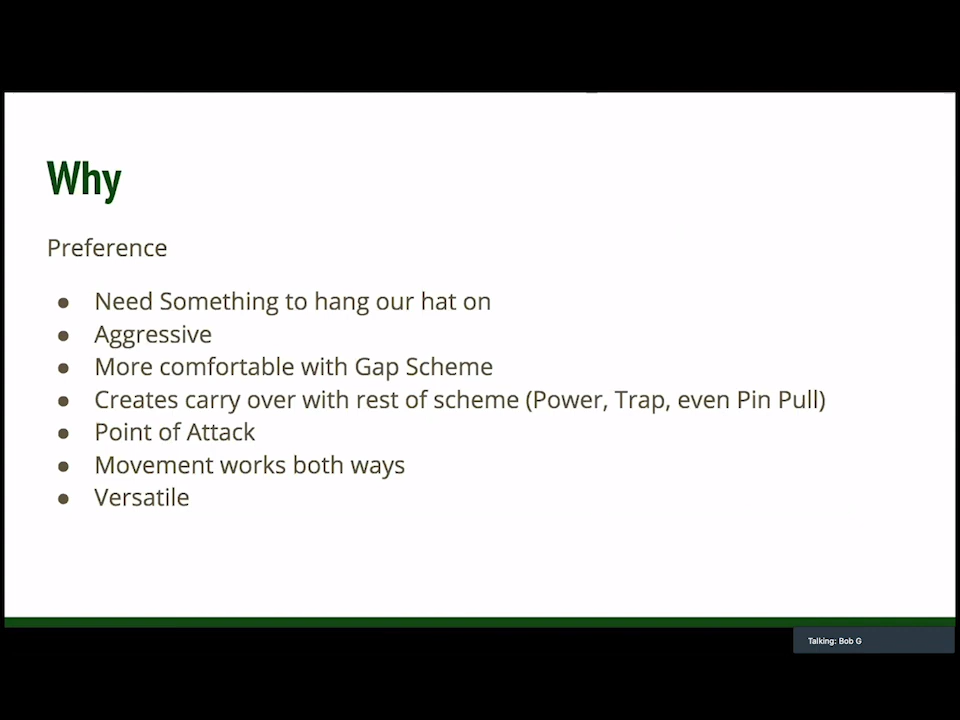 Why
Preference
● Need Something to hang our hat on
● Aggressive
● More comfortable with Gap Scheme
● Creates carry over with rest of scheme (Power, Trap, even Pin Pull)
● Point of Attack
● Movement works both ways
● Versatile
Talking: Bob G